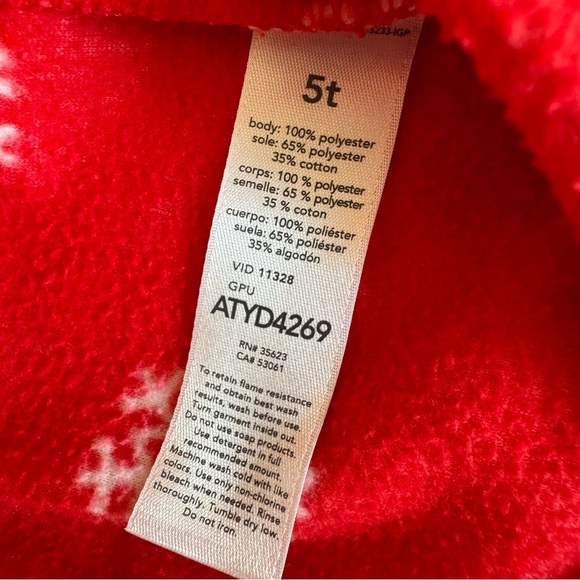 5t
body: 100% polyester
sole: 65% polyester
35% cotton
corps: 100 % polyester
semelle: 65 % polyester
35 % coton
cuerpo: 100% poliéster
suela: 65% poliéster
35% algodón
VID 11328
GPU
ATYD4269
RN# 35623
CA# 53061
To retain flame resistance
and obtain best wash
results, wash before use.
Turn garment inside out.
Do not use soap products.
Use detergent in full
recommended amount.
Machine wash cold with like
colors. Use only non-chlorine
bleach when needed. Rinse
thoroughly. Tumble dry low.
Do not iron.